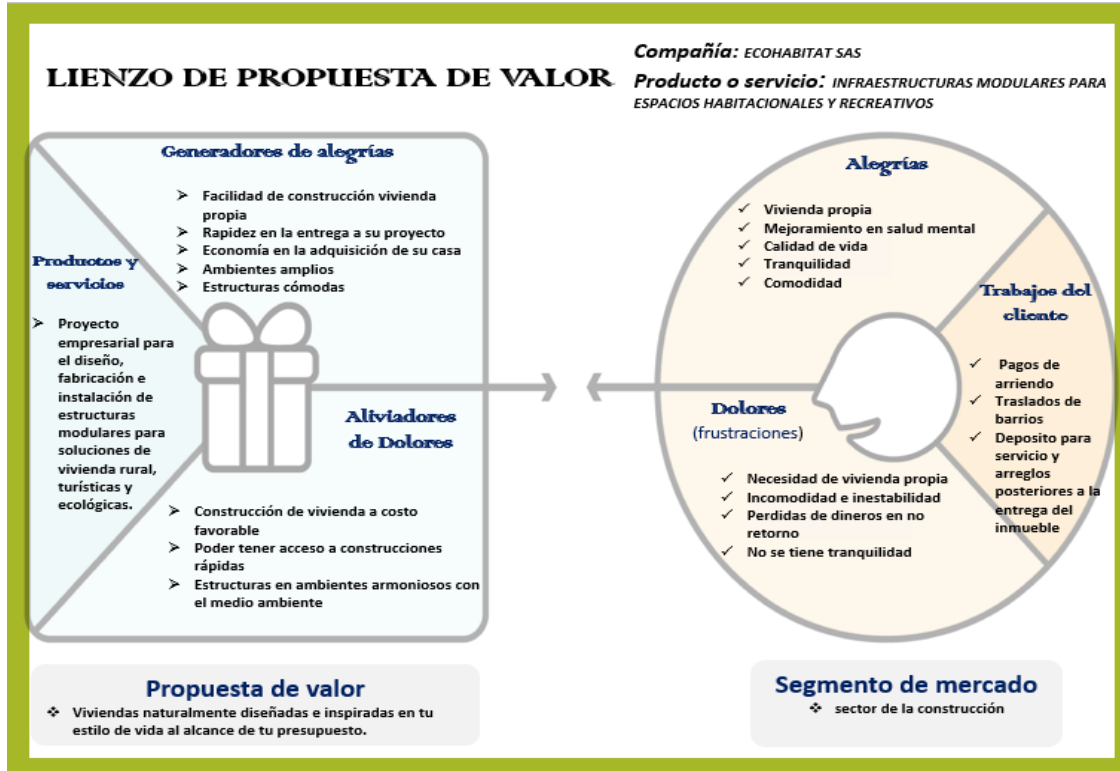 LIENZO DE PROPUESTA DE VALOR
Compañía: ECOHABITAT SAS
Producto o servicio: INFRAESTRUCTURAS MODULARES PARA
ESPACIOS HABITACIONALES Y RECREATIVOS
Generadores de alegrías
➢ Facilidad de construcción vivienda
propia
➢ Rapidez en la entrega a su proyecto
➢ Economía en la adquisición de su casa
➢ Ambientes amplios
➢ Estructuras cómodas
Productos y
servicios
➢ Proyecto
empresarial para
el diseño,
fabricación e
instalación de
estructuras
modulares para
soluciones de
vivienda rural,
turísticas y
ecológicas.
Aliviadores
de Dolores
➢ Construcción de vivienda a costo
favorable
➢ Poder tener acceso a construcciones
rápidas
➢ Estructuras en ambientes armoniosos con
el medio ambiente
Alegrías
✓ Vivienda propia
✓ Mejoramiento en salud mental
✓ Calidad de vida
✓ Tranquilidad
✓ Comodidad
Trabajos del
cliente
✓ Pagos de
arriendo
✓ Traslados de
barrios
✓ Deposito para
servicio y
arreglos
posteriores a la
entrega del
inmueble
Dolores
(frustraciones)
✓ Necesidad de vivienda propia
✓ Incomodidad e inestabilidad
✓ Perdidas de dineros en no
retorno
✓ No se tiene tranquilidad
Propuesta de valor
❖ Viviendas naturalmente diseñadas e inspiradas en tu
estilo de vida al alcance de tu presupuesto.
Segmento de mercado
❖ sector de la construcción